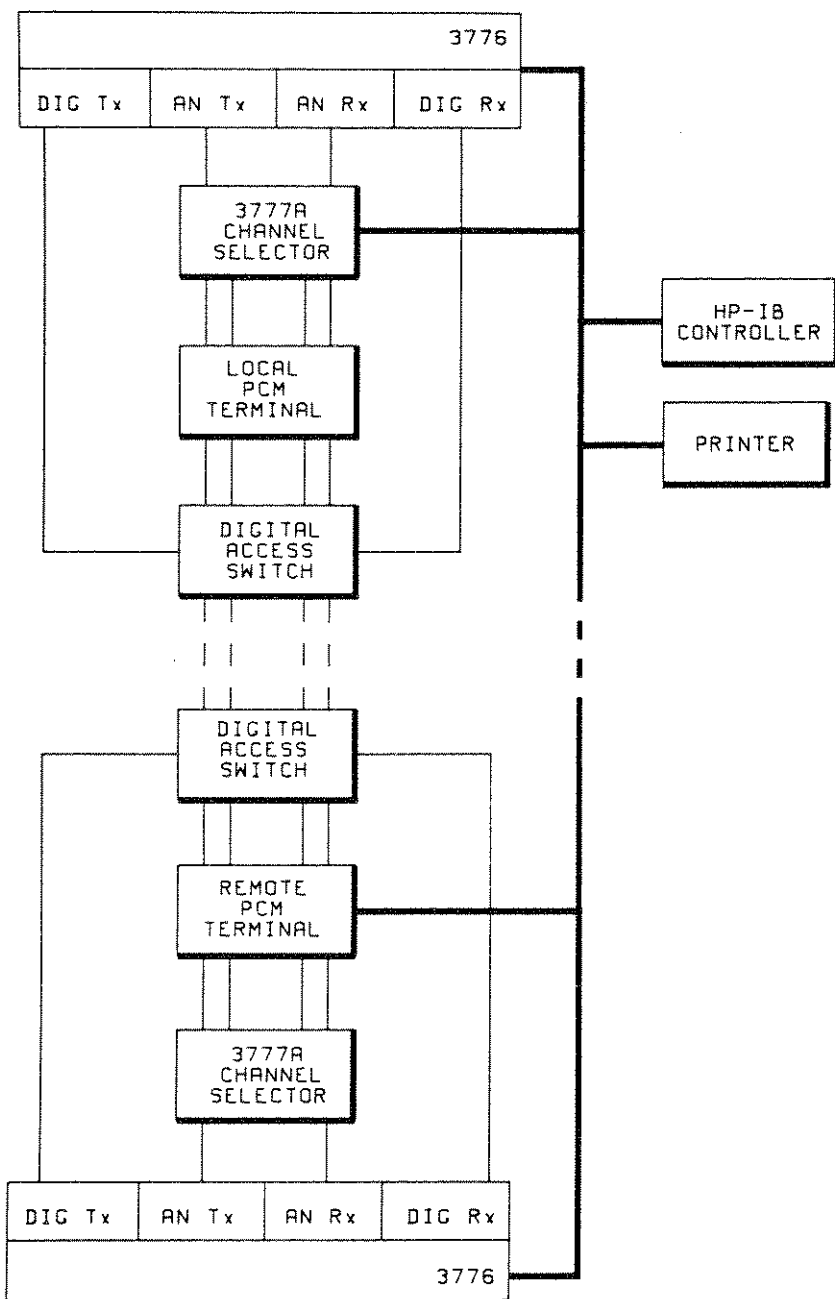 3776
DIG Tx AN Tx AN Rx DIG Rx
3777A
CHANNEL
SELECTOR
HP-IB
CONTROLLER
LOCAL
PCM
TERMINAL
PRINTER
DIGITAL
ACCESS
SWITCH
DIGITAL
ACCESS
SWITCH
REMOTE
PCM
TERMINAL
3777A
CHANNEL
SELECTOR
DIG Tx AN Tx AN Rx DIG Rx
3776